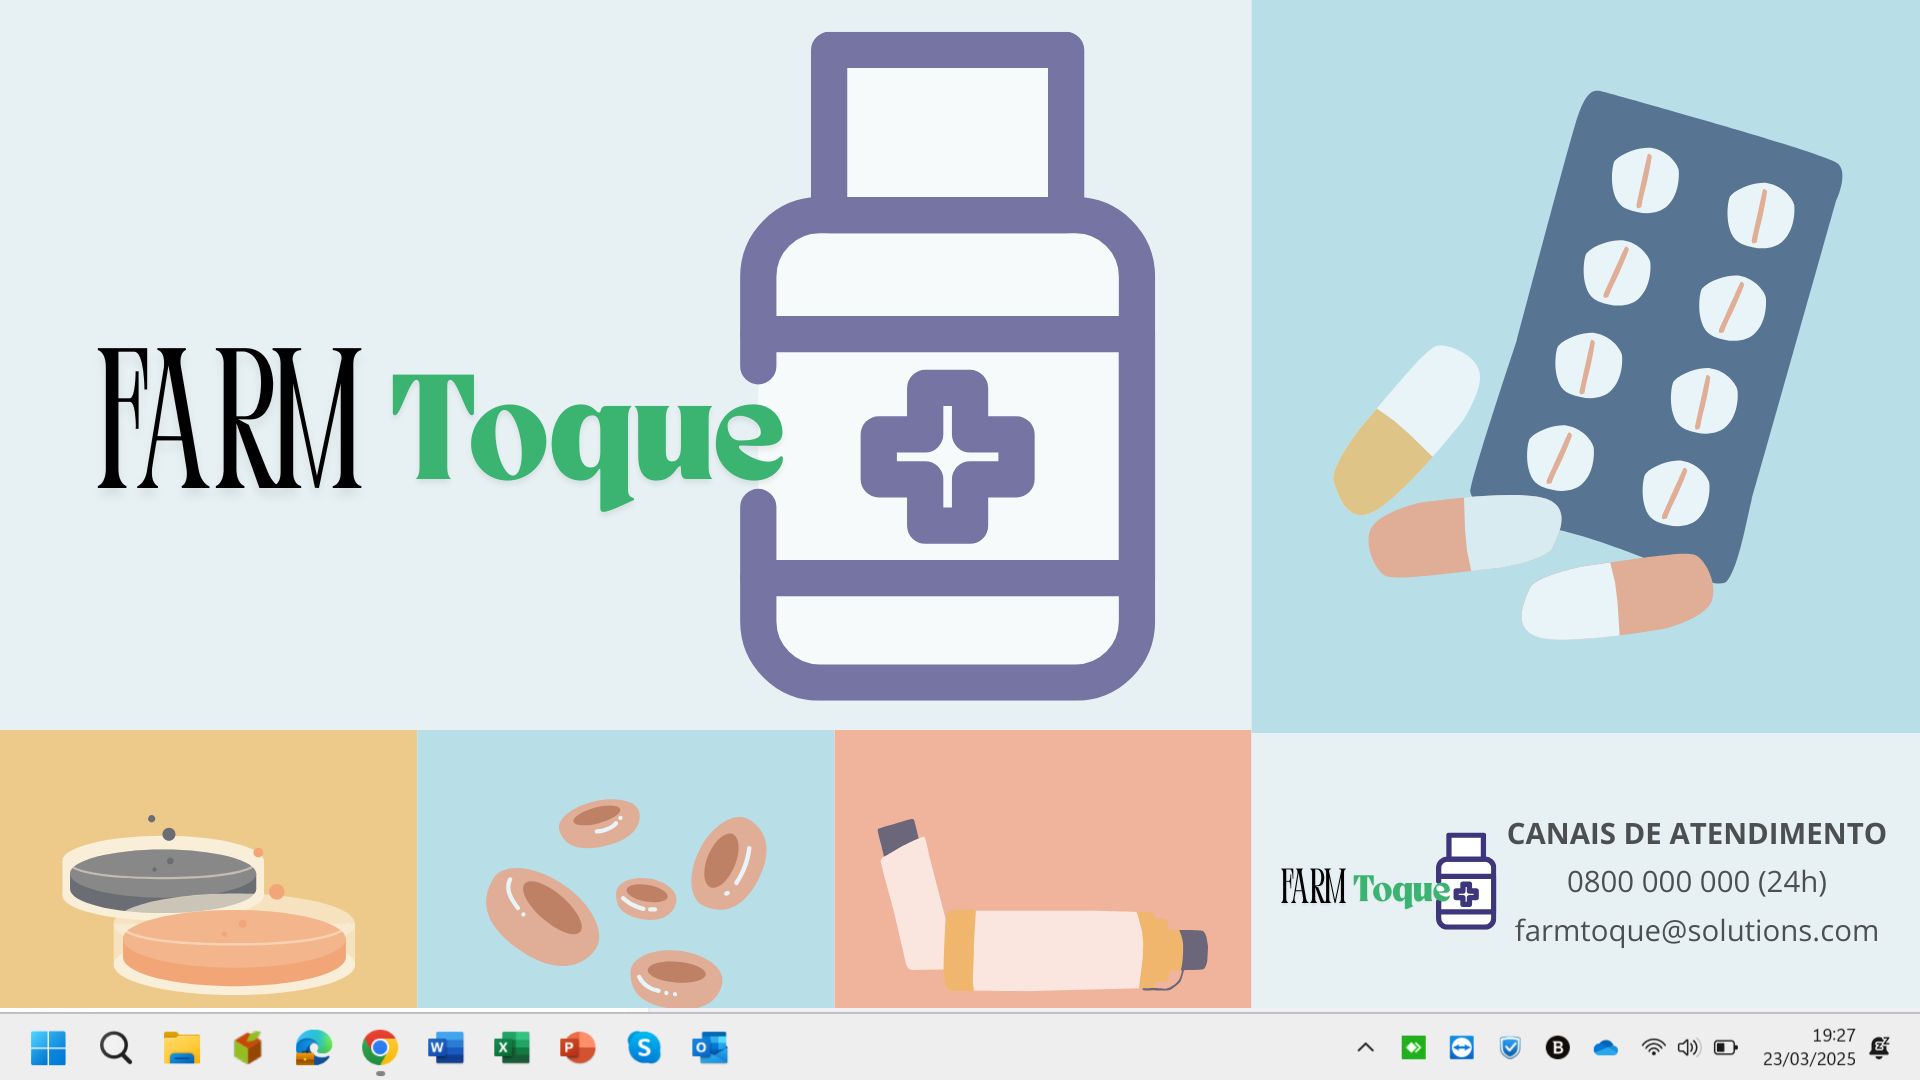 FARM Toque
FARM Toque
CANAIS DE ATENDIMENTO
0800 000 000 (24h)
farmtoque@solutions.com
W
X
P
S
O
B
19:27
23/03/2025